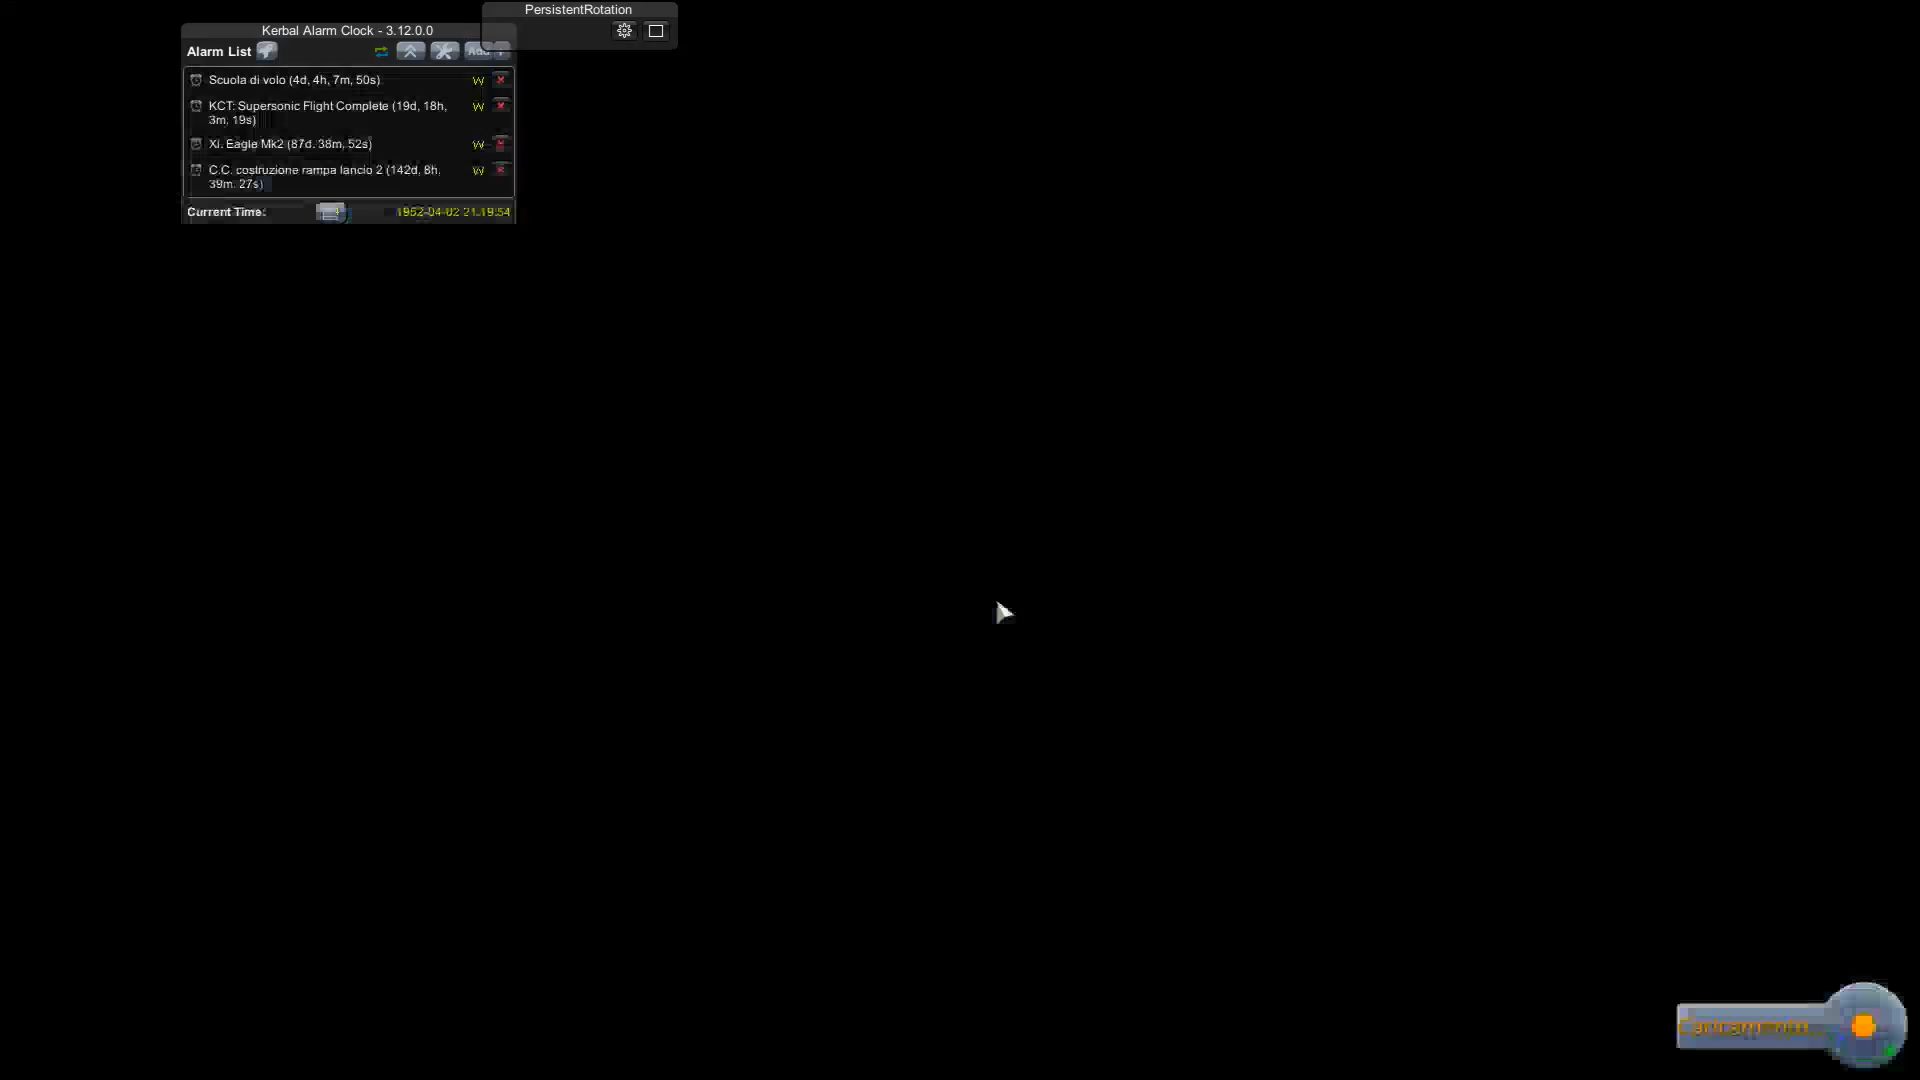 PersistentRotation
Kerbal Alarm Clock - 3.12.0.0
Alarm List
Add
Scuola di volo (4d, 4h, 7m, 50s)
W
KCT: Supersonic Flight Complete (19d, 18h,
3m, 19s)
W
Xi. Eagle Mk2 (87d, 38m, 52s)
W
C.C. costruzione rampa lancio 2 (142d, 8h,
39m, 27s)
W
Current Time:
1952-04-02 21:19:54
Caricamento...